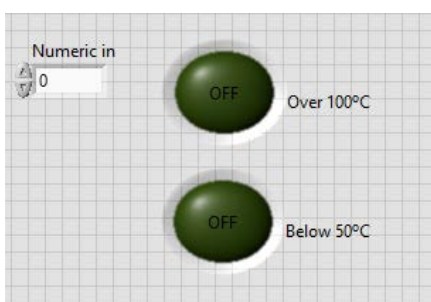 Numeric in
0
OFF
Over 100ºC
OFF
Below 50ºC